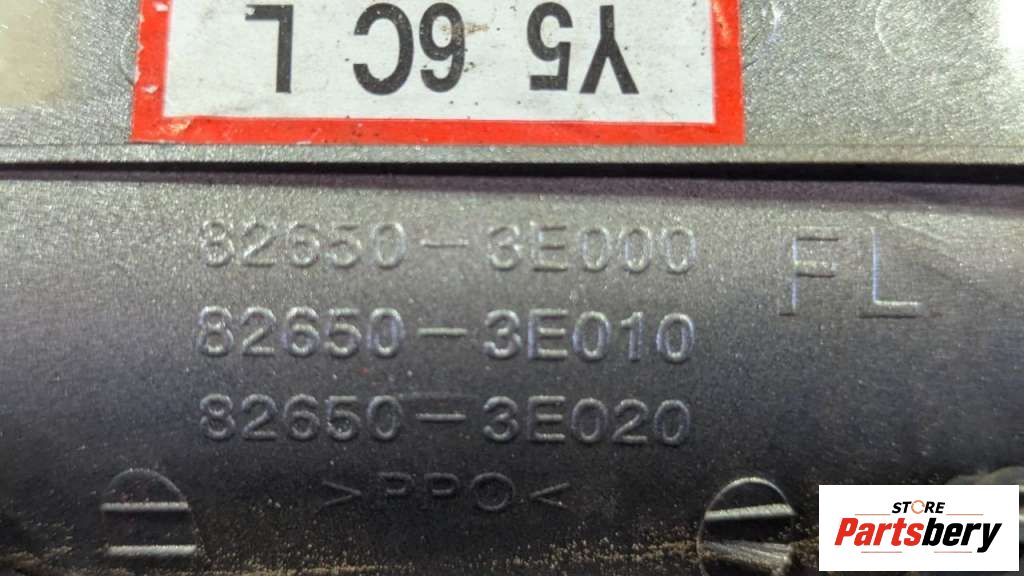 Y5 6C L
82650-3E000 FL
82650-3E010
82650-3E020
>PPO<
STORE
Partsbery